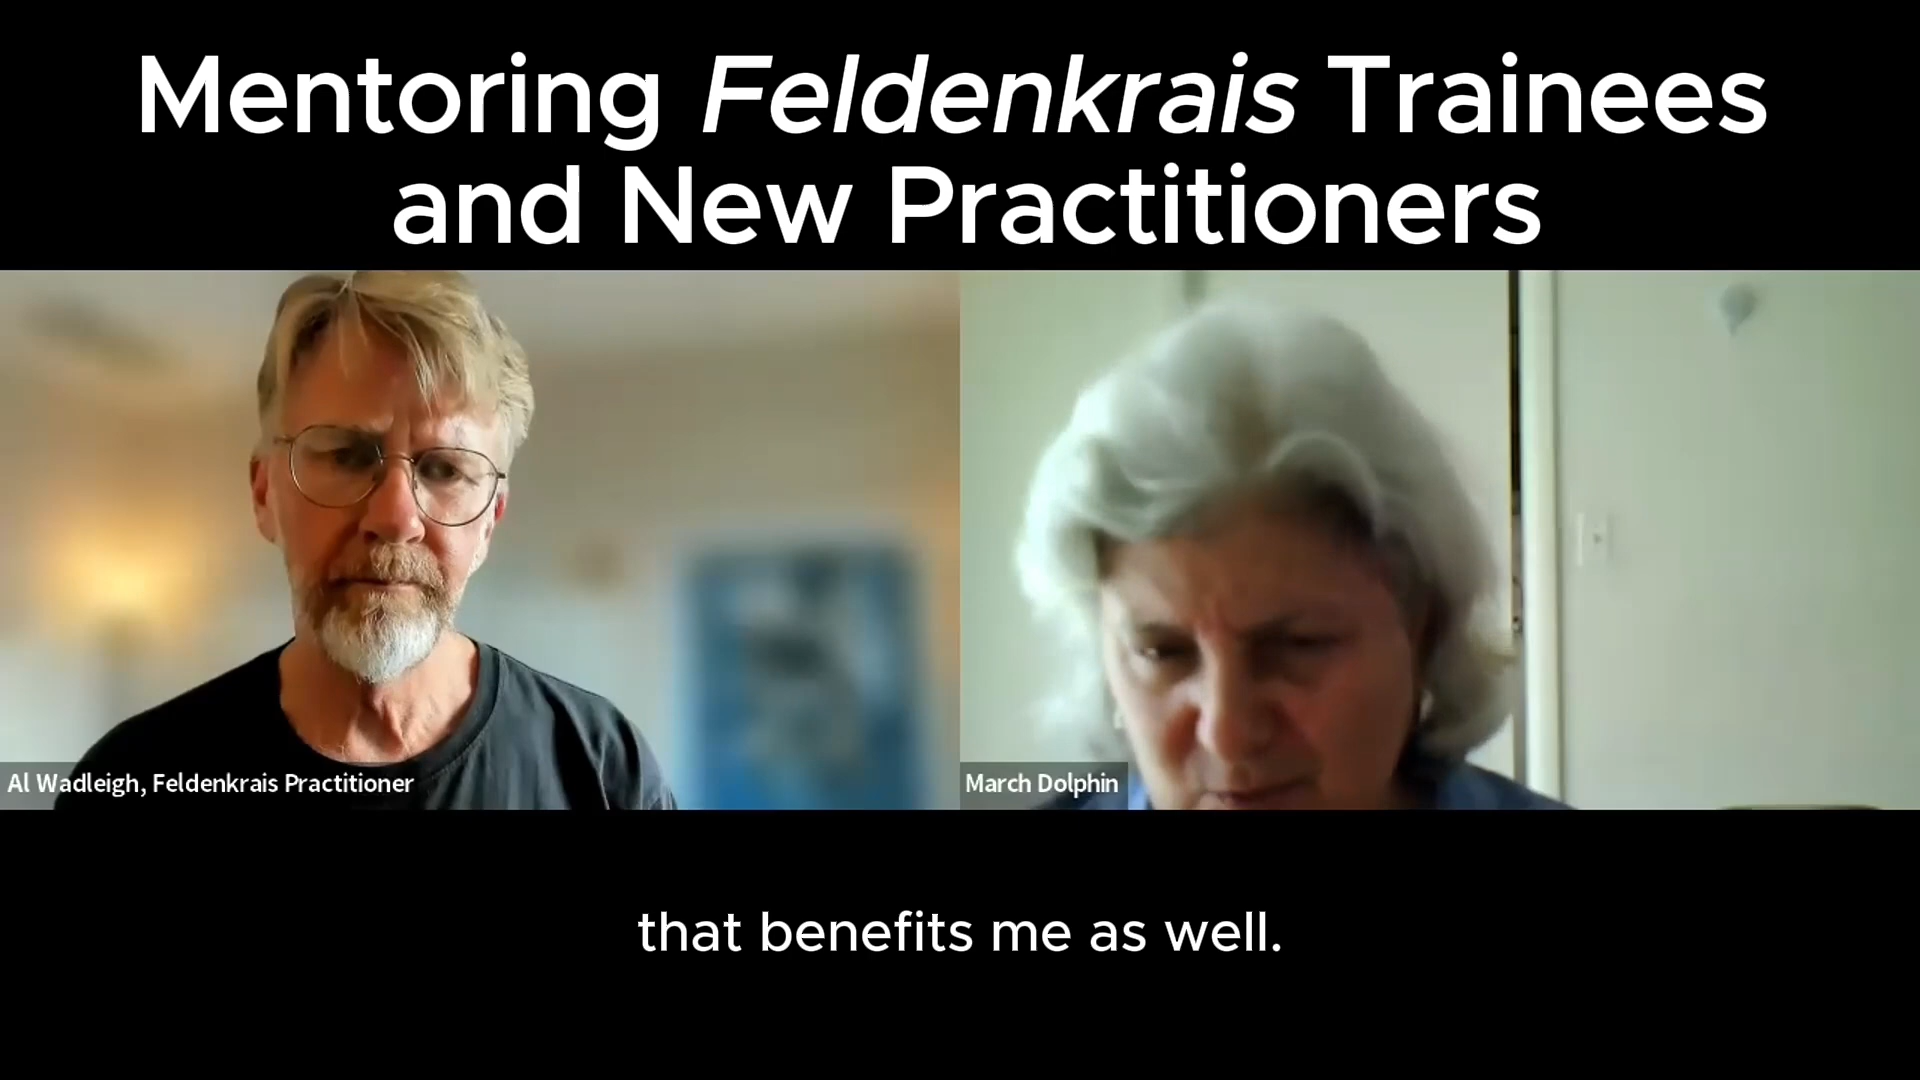 Mentoring Feldenkrais Trainees
and New Practitioners
Al Wadleigh, Feldenkrais Practitioner
March Dolphin
that benefits me as well.